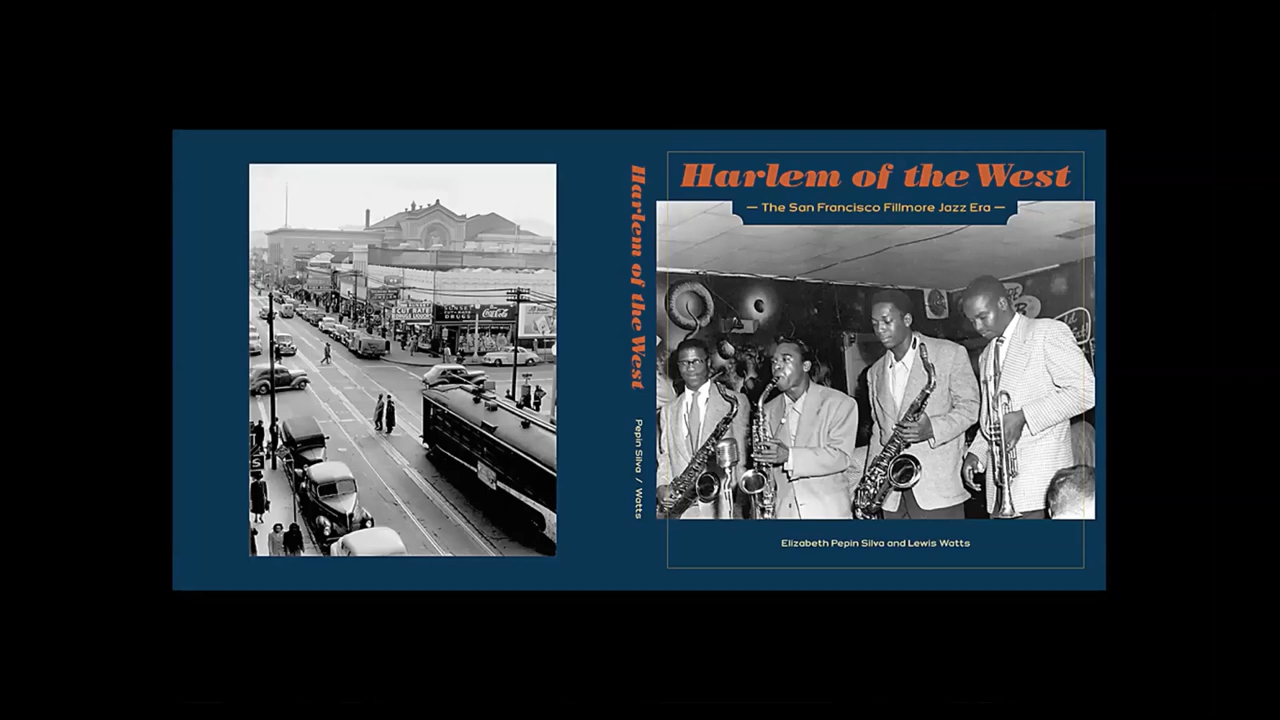 Harlem of the West
— The San Francisco Fillmore Jazz Era —
Elizabeth Pepin Silva and Lewis Watts
Harlem of the West
Pepin Silva / Watts
CUT RATE
DRUGS
Coca-Cola